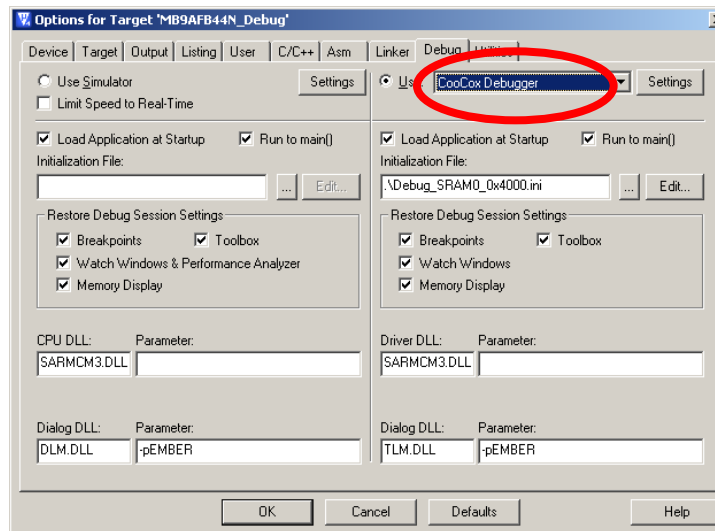 Options for Target 'MB9AFB44N_Debug'
Device Target Output Listing User C/C++ Asm Linker Debug Utilities
Use Simulator Settings
Limit Speed to Real-Time
Use: CooCox Debugger Settings
Load Application at Startup Run to main()
Initialization File:
... Edit...
Load Application at Startup Run to main()
Initialization File:
.\Debug_SRAM0_0x4000.ini ... Edit...
Restore Debug Session Settings
Breakpoints Toolbox
Watch Windows & Performance Analyzer
Memory Display
Restore Debug Session Settings
Breakpoints Toolbox
Watch Windows
Memory Display
CPU DLL: Parameter:
SARMCM3.DLL
Driver DLL: Parameter:
SARMCM3.DLL
Dialog DLL: Parameter:
DLM.DLL -pEMBER
Dialog DLL: Parameter:
TLM.DLL -pEMBER
OK Cancel Defaults Help